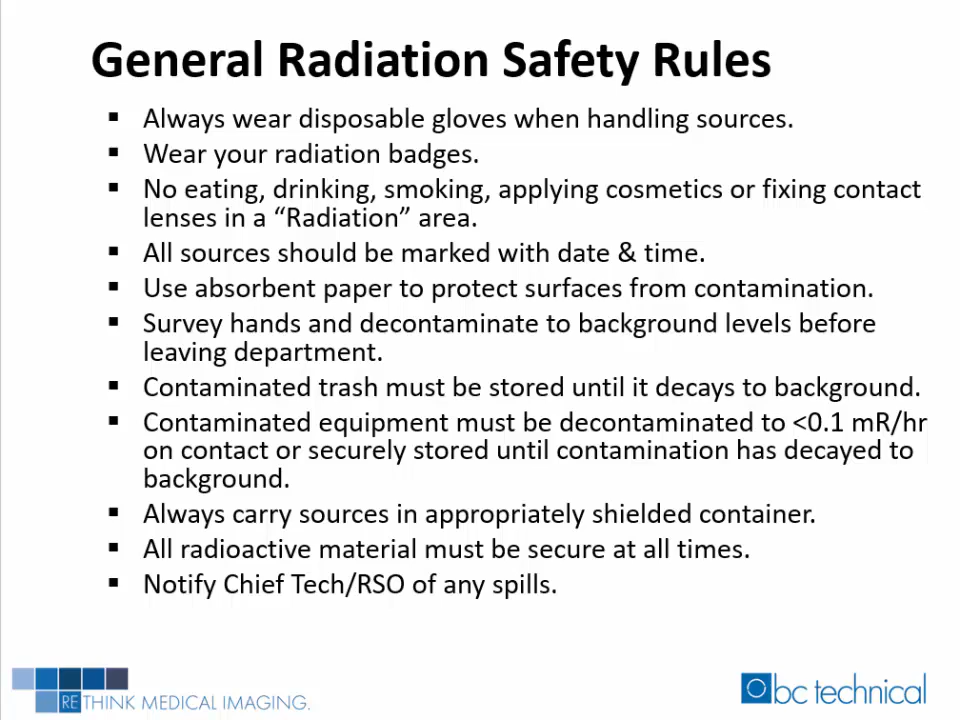 General Radiation Safety Rules
▪ Always wear disposable gloves when handling sources.
▪ Wear your radiation badges.
▪ No eating, drinking, smoking, applying cosmetics or fixing contact
lenses in a “Radiation” area.
▪ All sources should be marked with date & time.
▪ Use absorbent paper to protect surfaces from contamination.
▪ Survey hands and decontaminate to background levels before
leaving department.
▪ Contaminated trash must be stored until it decays to background.
▪ Contaminated equipment must be decontaminated to <0.1 mR/hr
on contact or securely stored until contamination has decayed to
background.
▪ Always carry sources in appropriately shielded container.
▪ All radioactive material must be secure at all times.
▪ Notify Chief Tech/RSO of any spills.
RETHINK MEDICAL IMAGING.
bc technical